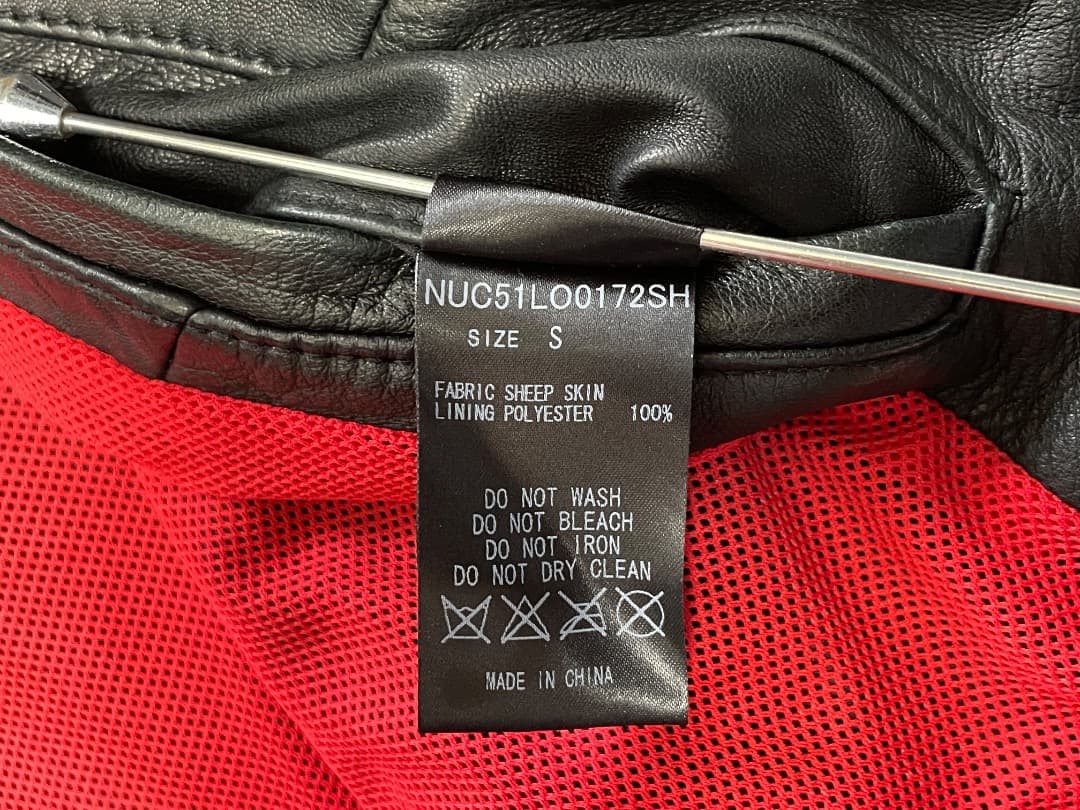 NUC51LO0172SH
SIZE S
FABRIC SHEEP SKIN
LINING POLYESTER 100%
DO NOT WASH
DO NOT BLEACH
DO NOT IRON
DO NOT DRY CLEAN
MADE IN CHINA